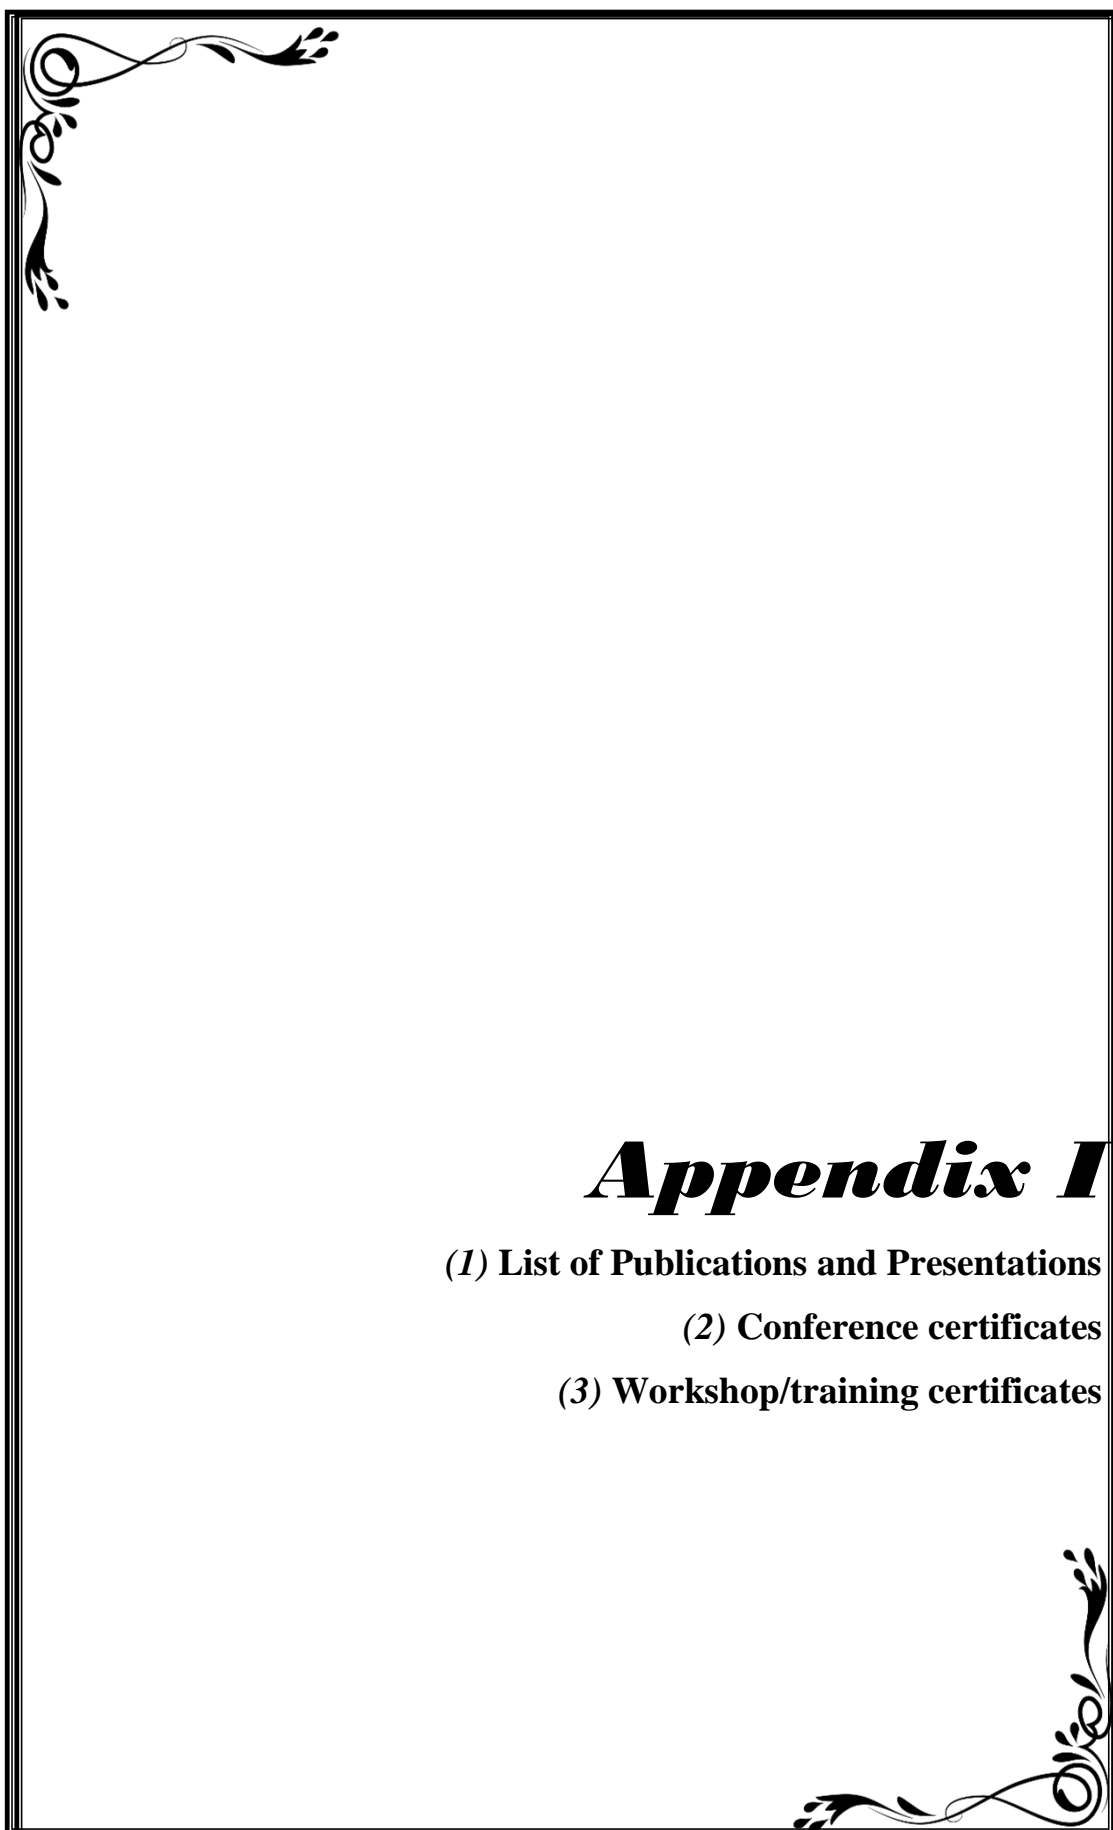 Appendix I
(1) List of Publications and Presentations
(2) Conference certificates
(3) Workshop/training certificates